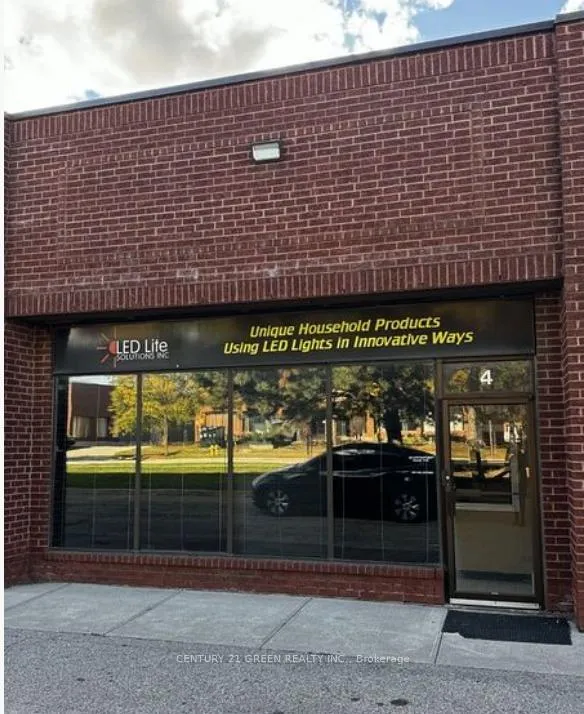 LED Lite
SOLUTIONS INC
Unique Household Products
Using LED Lights in Innovative Ways
4
CENTURY 21 GREEN REALTY INC., Brokerage